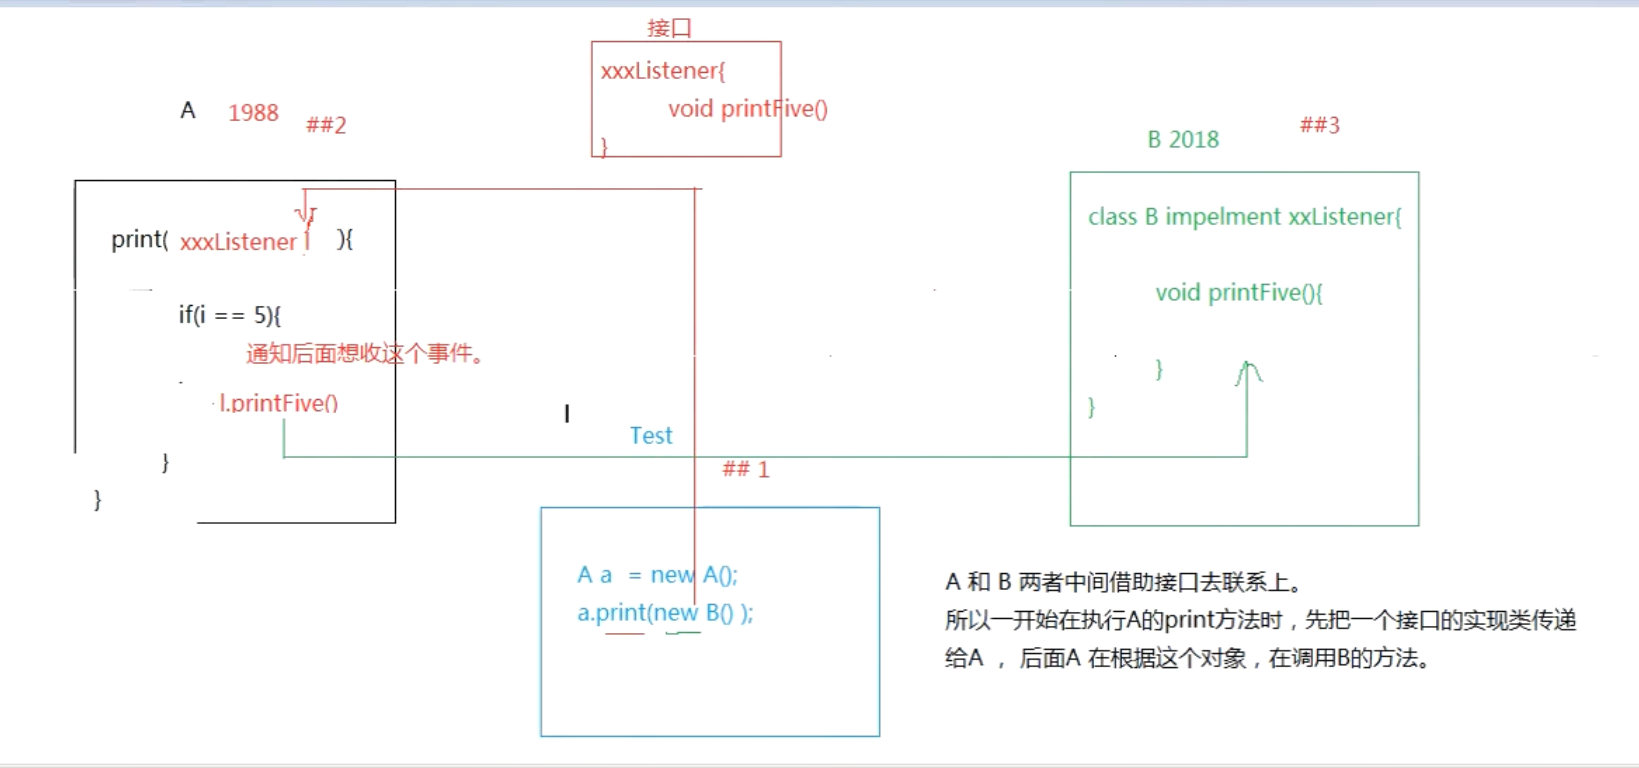 接口
xxxListener{
void printFive()
}
A 1988 ##2
print( xxxListener l ){
if(i == 5){
通知后面想收这个事件。
l.printFive()
}
}
B 2018 ##3
class B impelment xxListener{
void printFive(){
}
}
Test
## 1
A a = new A();
a.print(new B() );
A 和 B 两者中间借助接口去联系上。
所以一开始在执行A的print方法时，先把一个接口的实现类传递
给A ， 后面A 在根据这个对象，在调用B的方法。